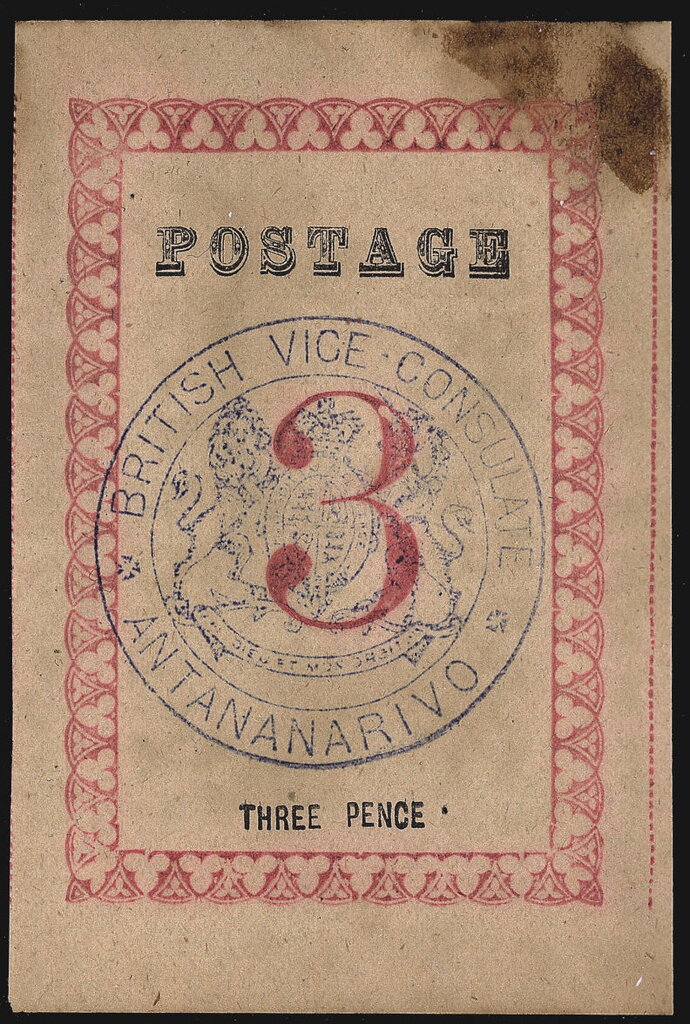 POSTAGE
BRITISH VICE-CONSULATE
3
ANTANANARIVO
THREE PENCE